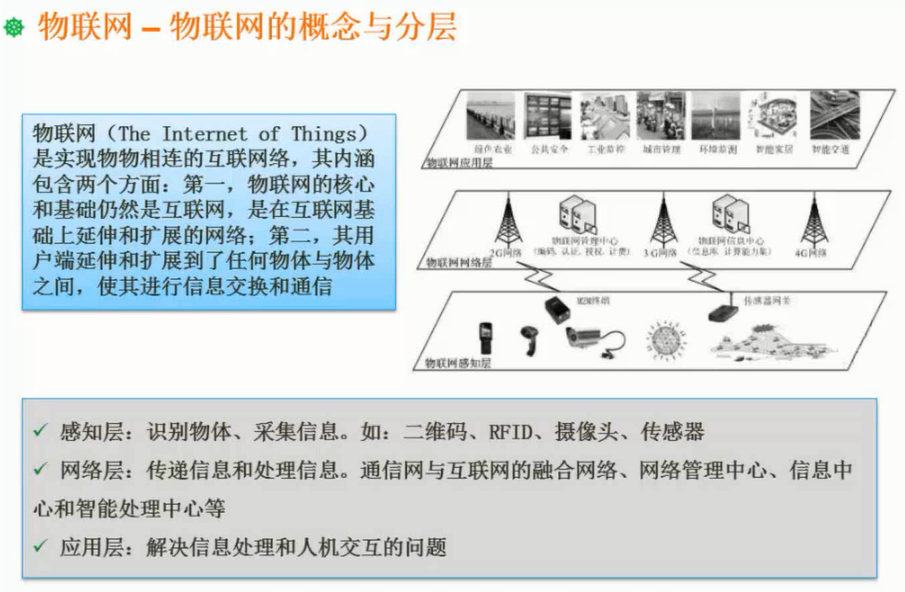 物联网 – 物联网的概念与分层
物联网（The Internet of Things）
是实现物物相连的互联网络，其内涵
包含两个方面：第一，物联网的核心
和基础仍然是互联网，是在互联网基
础上延伸和扩展的网络；第二，其用
户端延伸和扩展到了任何物体与物体
之间，使其进行信息交换和通信
绿色农业 公共安全 工业监控 城市管理 环境监测 智能家居 智能交通
物联网应用层
物联网管理中心 物联网信息中心
2G网络 （编码、认证、授权、计费） 3G网络 （信息库、计算能力集） 4G网络
物联网网络层
M2M终端 传感器网关
物联网感知层
✓ 感知层：识别物体、采集信息。如：二维码、RFID、摄像头、传感器
✓ 网络层：传递信息和处理信息。通信网与互联网的融合网络、网络管理中心、信息中
心和智能处理中心等
✓ 应用层：解决信息处理和人机交互的问题